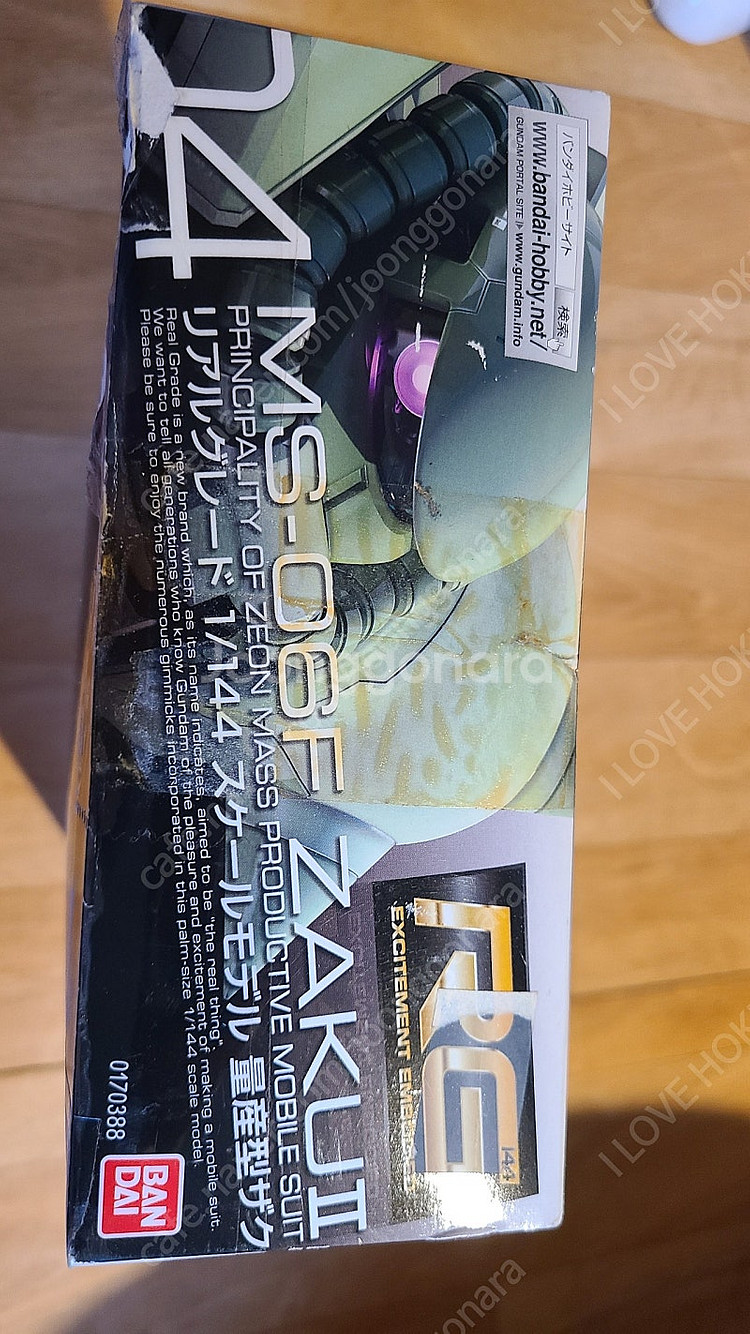 04
MS-06F ZAKUII
PRINCIPALITY OF ZEON MASS PRODUCTIVE MOBILE SUIT
リアルグレード 1/144 スケールモデル 量産型ザク
Real Grade is a new brand which, as its name indicates, aimed to be "the real thing".
We want to tell all generations who know Gundam of the pleasure and excitement of making a mobile suit.
Please be sure to enjoy the numerous gimmicks incorporated in this palm-size 1/144 scale model.
バンダイホビーサイト 検索
www.bandai-hobby.net/
GUNDAM PORTAL SITE www.gundam.info
RG
1/144
EXCITEMENT
0170388
BAN
DAI
joonggonara
I LOVE HOK
I LOVE HOK
I LOVE HOK
I LOVE HOK